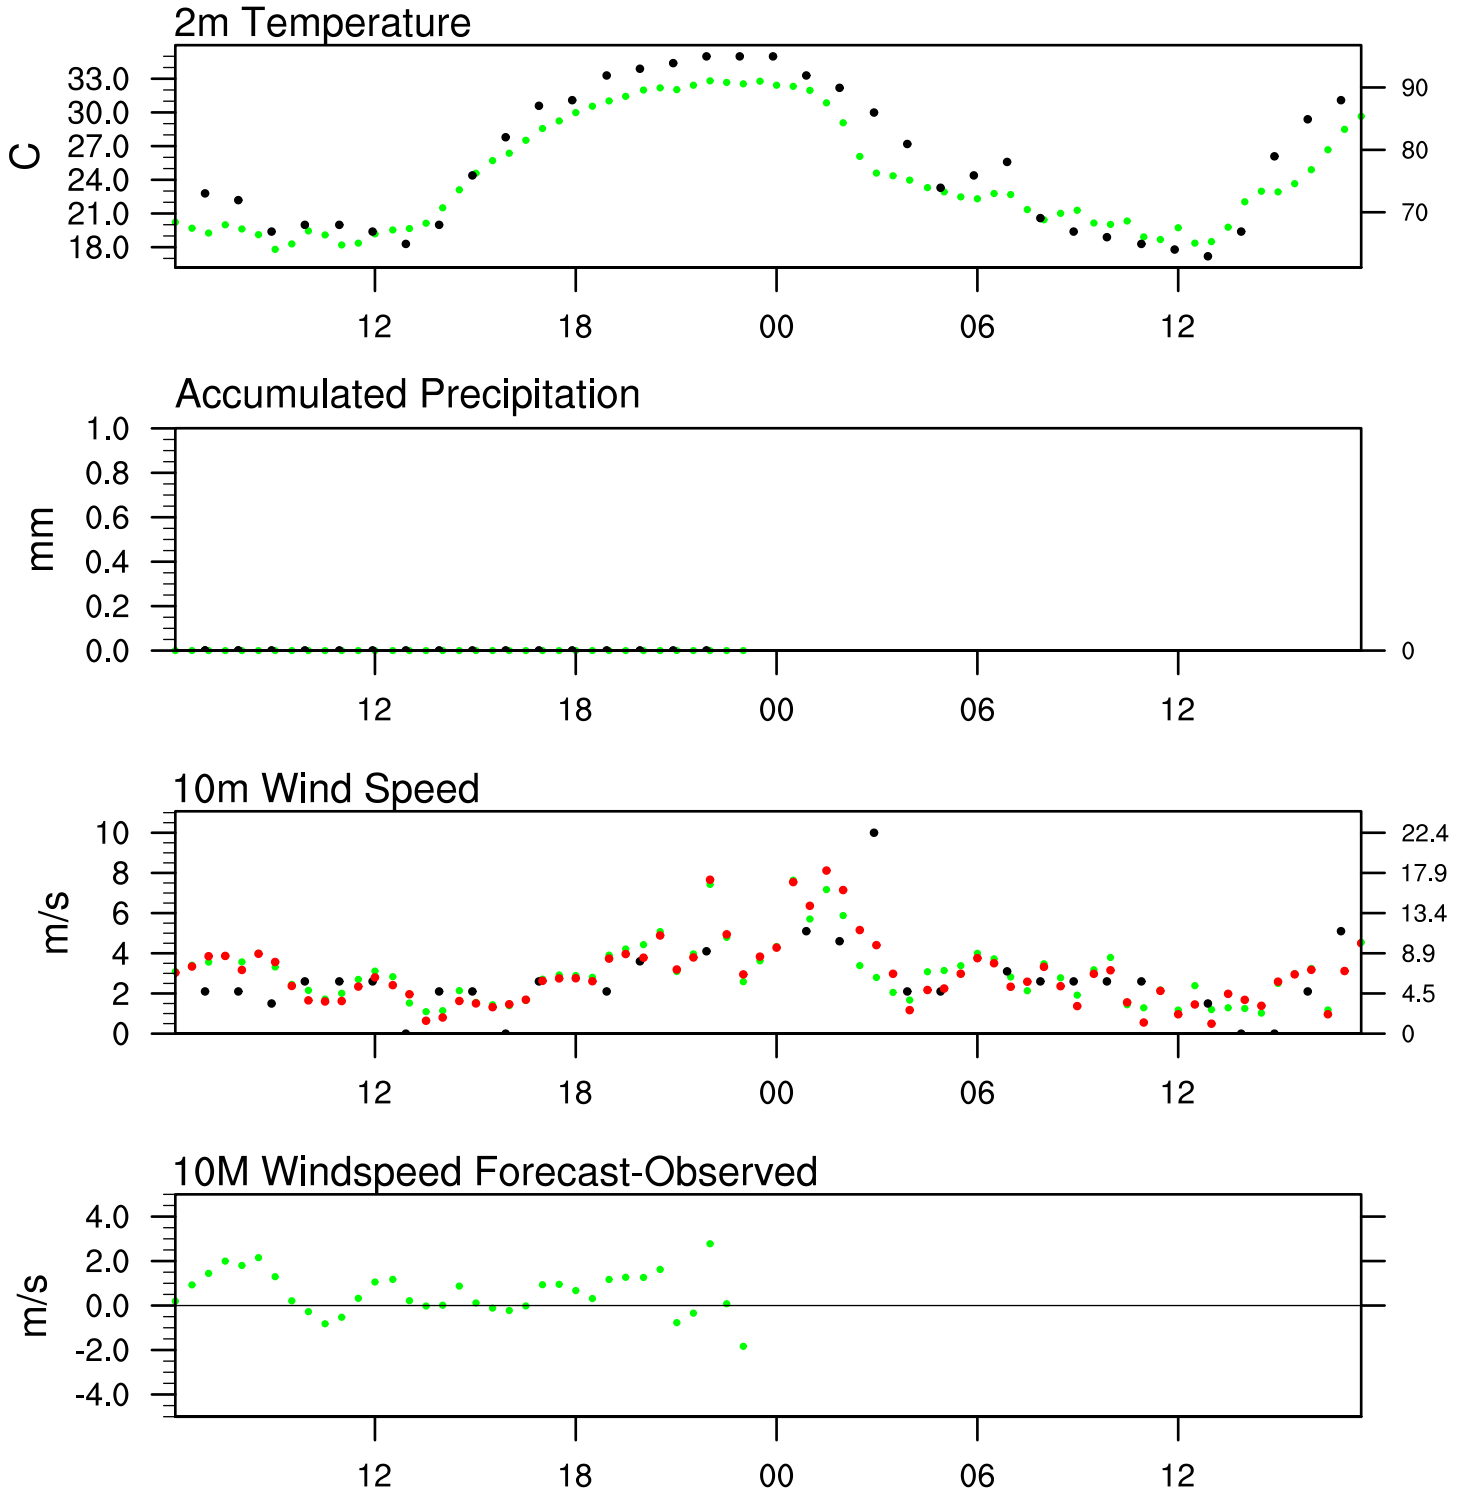 2m Temperature
C
33.0
30.0
27.0
24.0
21.0
18.0
90
80
70
12 18 00 06 12
Accumulated Precipitation
mm
1.0
0.8
0.6
0.4
0.2
0.0
0
12 18 00 06 12
10m Wind Speed
m/s
10
8
6
4
2
0
22.4
17.9
13.4
8.9
4.5
0
12 18 00 06 12
10M Windspeed Forecast-Observed
m/s
4.0
2.0
0.0
-2.0
-4.0
12 18 00 06 12